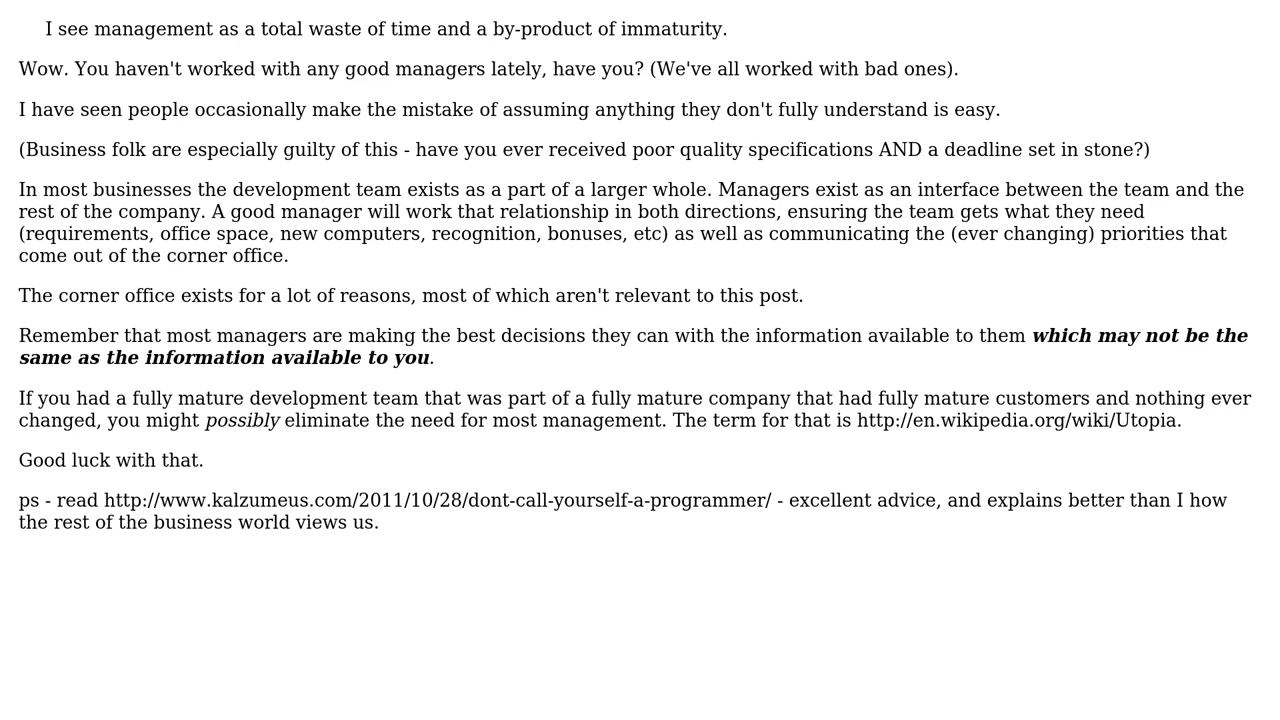 I see management as a total waste of time and a by-product of immaturity.
Wow. You haven't worked with any good managers lately, have you? (We've all worked with bad ones).
I have seen people occasionally make the mistake of assuming anything they don't fully understand is easy.
(Business folk are especially guilty of this - have you ever received poor quality specifications AND a deadline set in stone?)
In most businesses the development team exists as a part of a larger whole. Managers exist as an interface between the team and the
rest of the company. A good manager will work that relationship in both directions, ensuring the team gets what they need
(requirements, office space, new computers, recognition, bonuses, etc) as well as communicating the (ever changing) priorities that
come out of the corner office.
The corner office exists for a lot of reasons, most of which aren't relevant to this post.
Remember that most managers are making the best decisions they can with the information available to them which may not be the
same as the information available to you.
If you had a fully mature development team that was part of a fully mature company that had fully mature customers and nothing ever
changed, you might possibly eliminate the need for most management. The term for that is http://en.wikipedia.org/wiki/Utopia.
Good luck with that.
ps - read http://www.kalzumeus.com/2011/10/28/dont-call-yourself-a-programmer/ - excellent advice, and explains better than I how
the rest of the business world views us.